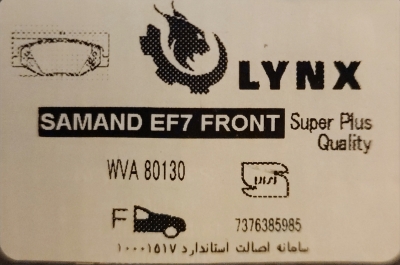 LYNX
SAMAND EF7 FRONT
Super Plus
Quality
WVA 80130
F
7376385985
سامانه اصالت استاندارد ۱۰۰۰۱۵۱۷